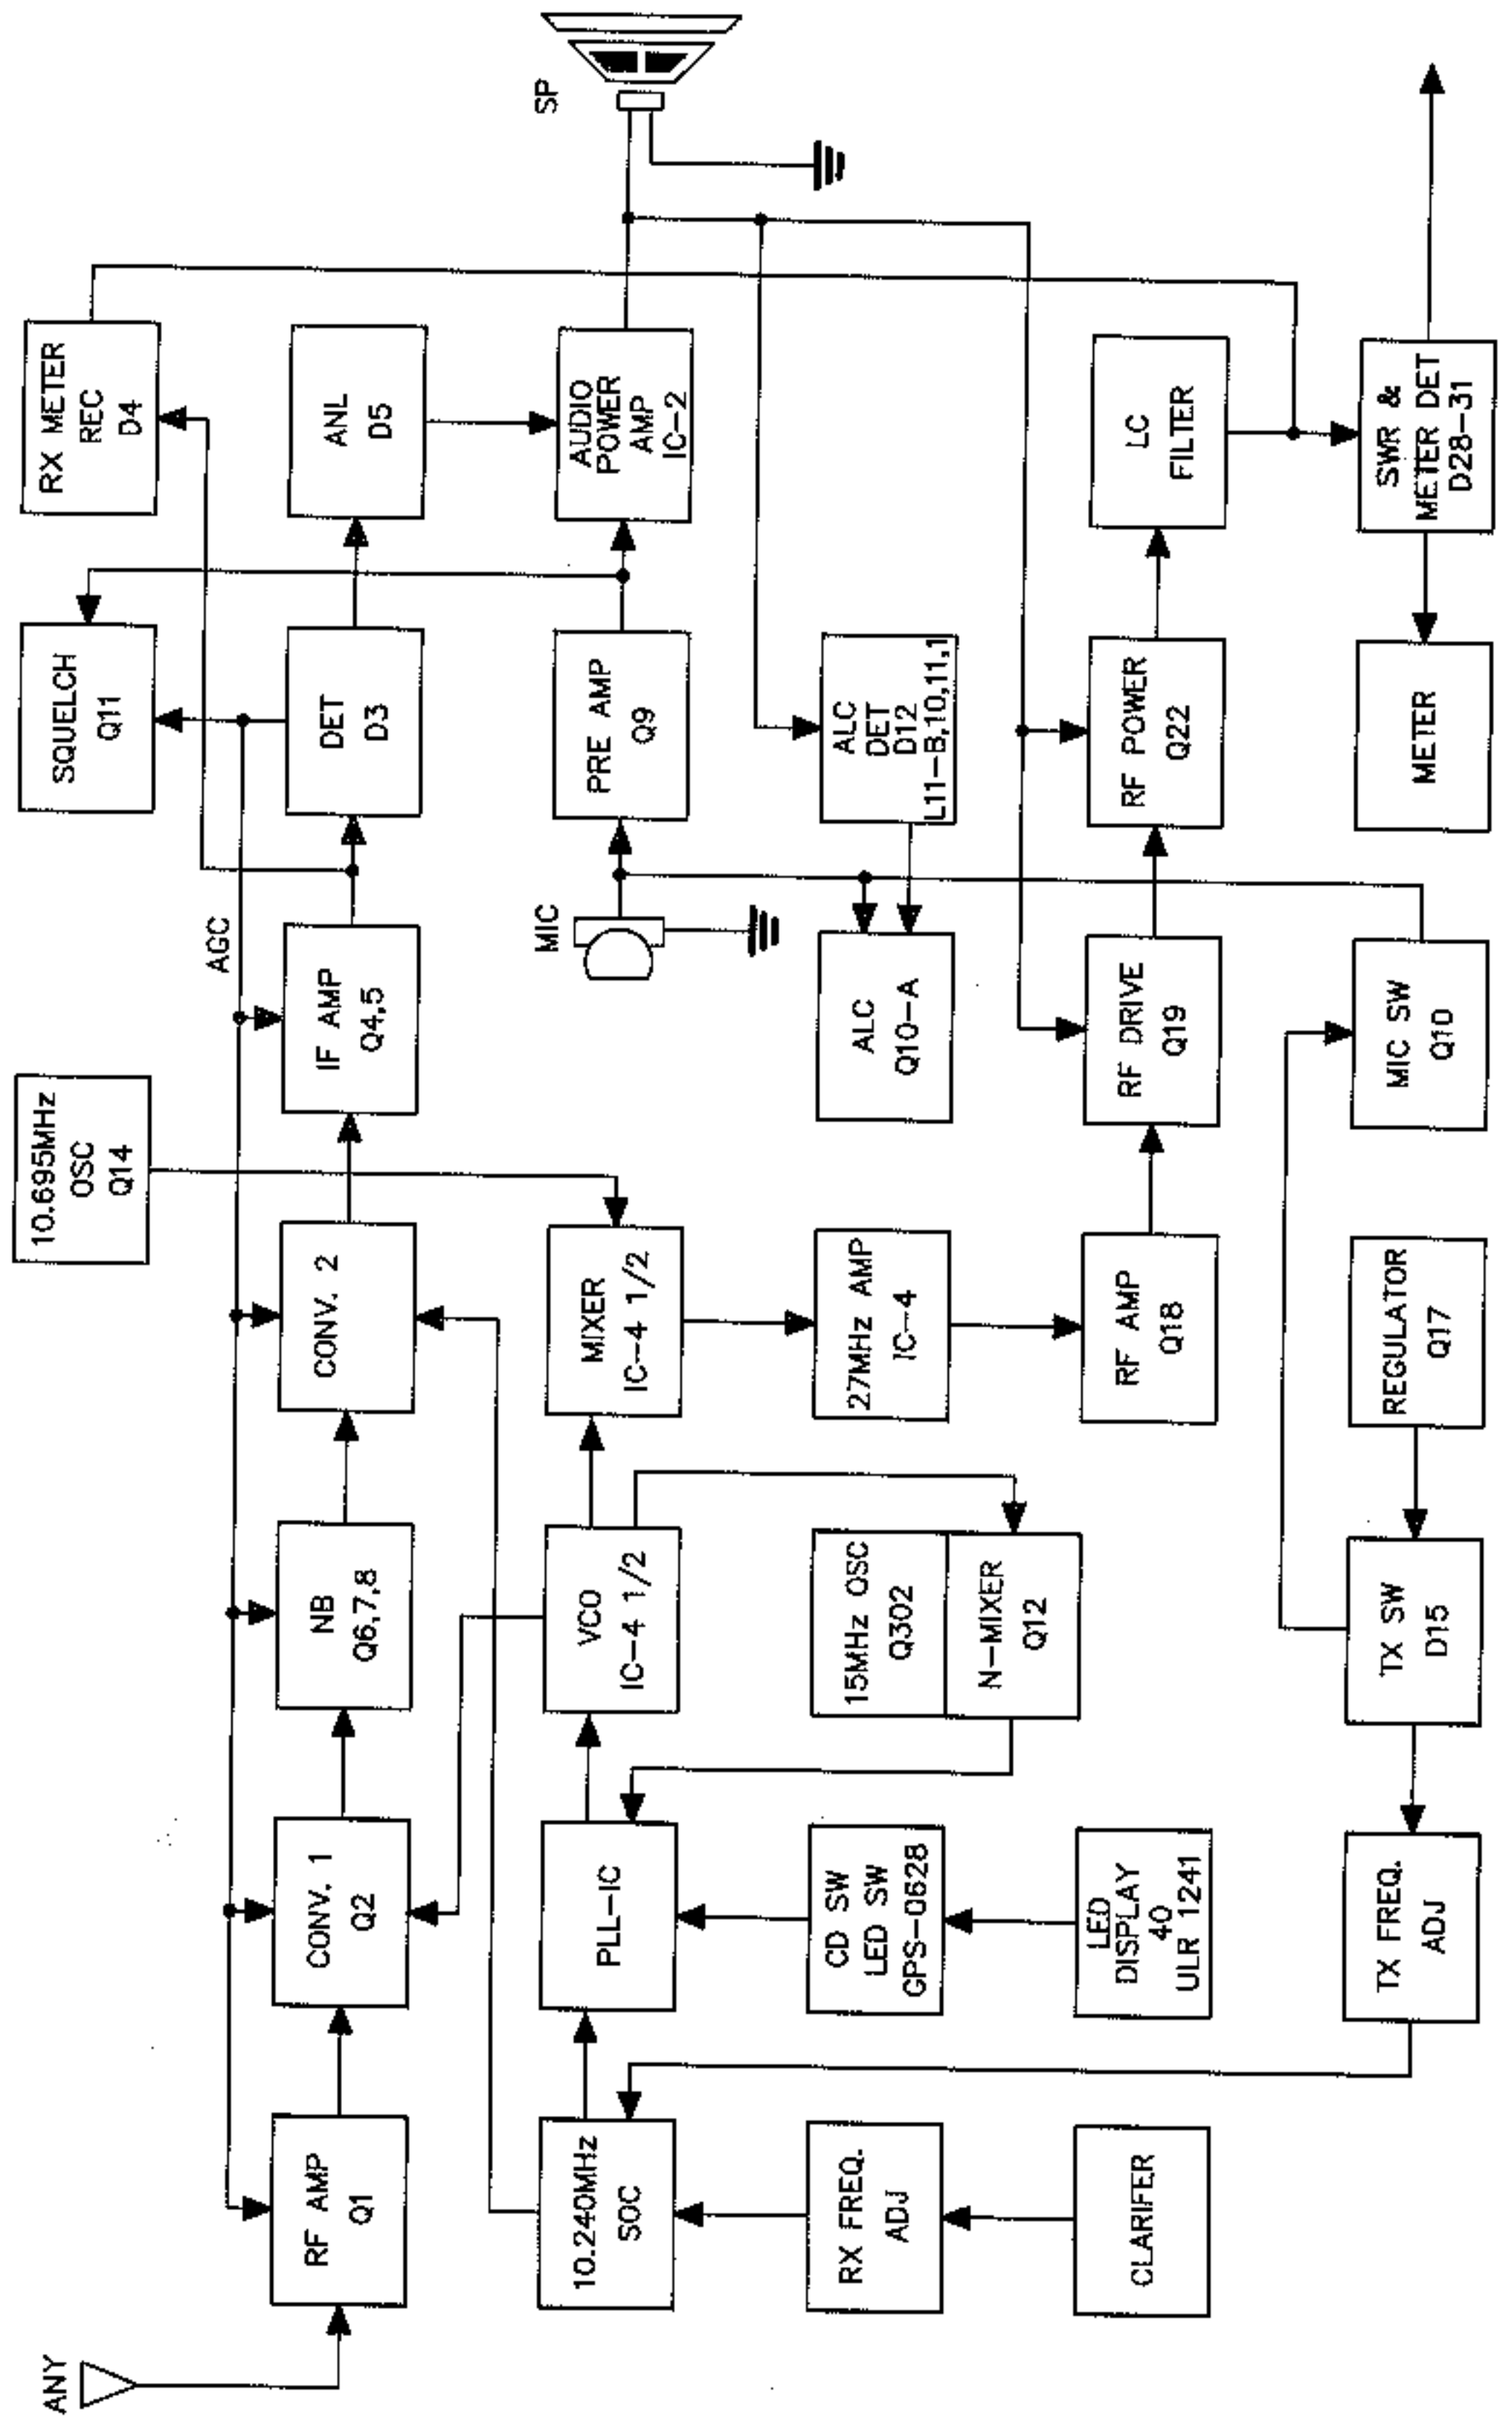 ANY
RF AMP
Q1
CONV. 1
Q2
NB
Q6,7,8
CONV. 2
10.695MHz
OSC
Q14
AGC
IF AMP
Q4,5
SQUELCH
Q11
DET
D3
RX METER
REC
D4
ANL
D5
10.240MHz
SOC
PLL-IC
VCO
IC-4 1/2
MIXER
IC-4 1/2
MIC
PRE AMP
Q9
AUDIO
POWER
AMP
IC-2
SP
RX FREQ.
ADJ
CD SW
LED SW
GPS-0628
15MHz OSC
Q302
N-MIXER
Q12
27MHz AMP
IC-4
ALC
Q10-A
ALC
DET
D12
L11-B,10,11,1
CLARIFER
LED
DISPLAY
40
ULR 1241
RF AMP
Q18
RF DRIVE
Q19
RF POWER
Q22
LC
FILTER
TX FREQ.
ADJ
TX SW
D15
REGULATOR
Q17
MIC SW
Q10
METER
SWR &
METER DET
D28-31